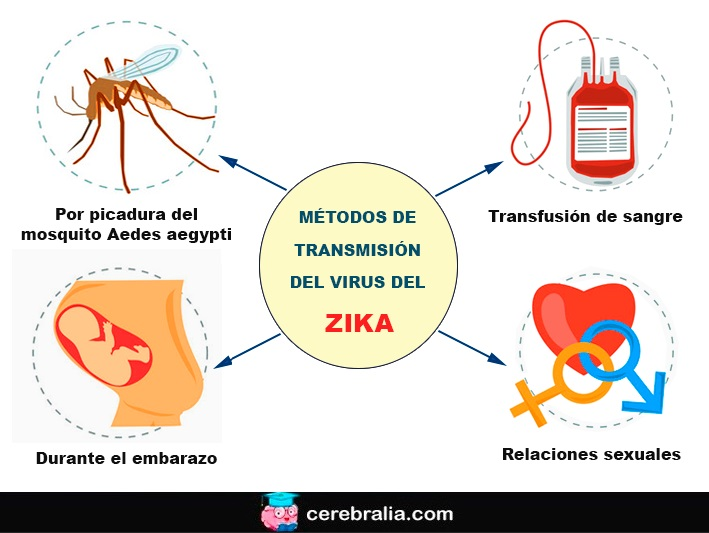 MÉTODOS DE
TRANSMISIÓN
DEL VIRUS DEL
ZIKA
Por picadura del
mosquito Aedes aegypti
Transfusión de sangre
Durante el embarazo
Relaciones sexuales
cerebralia.com